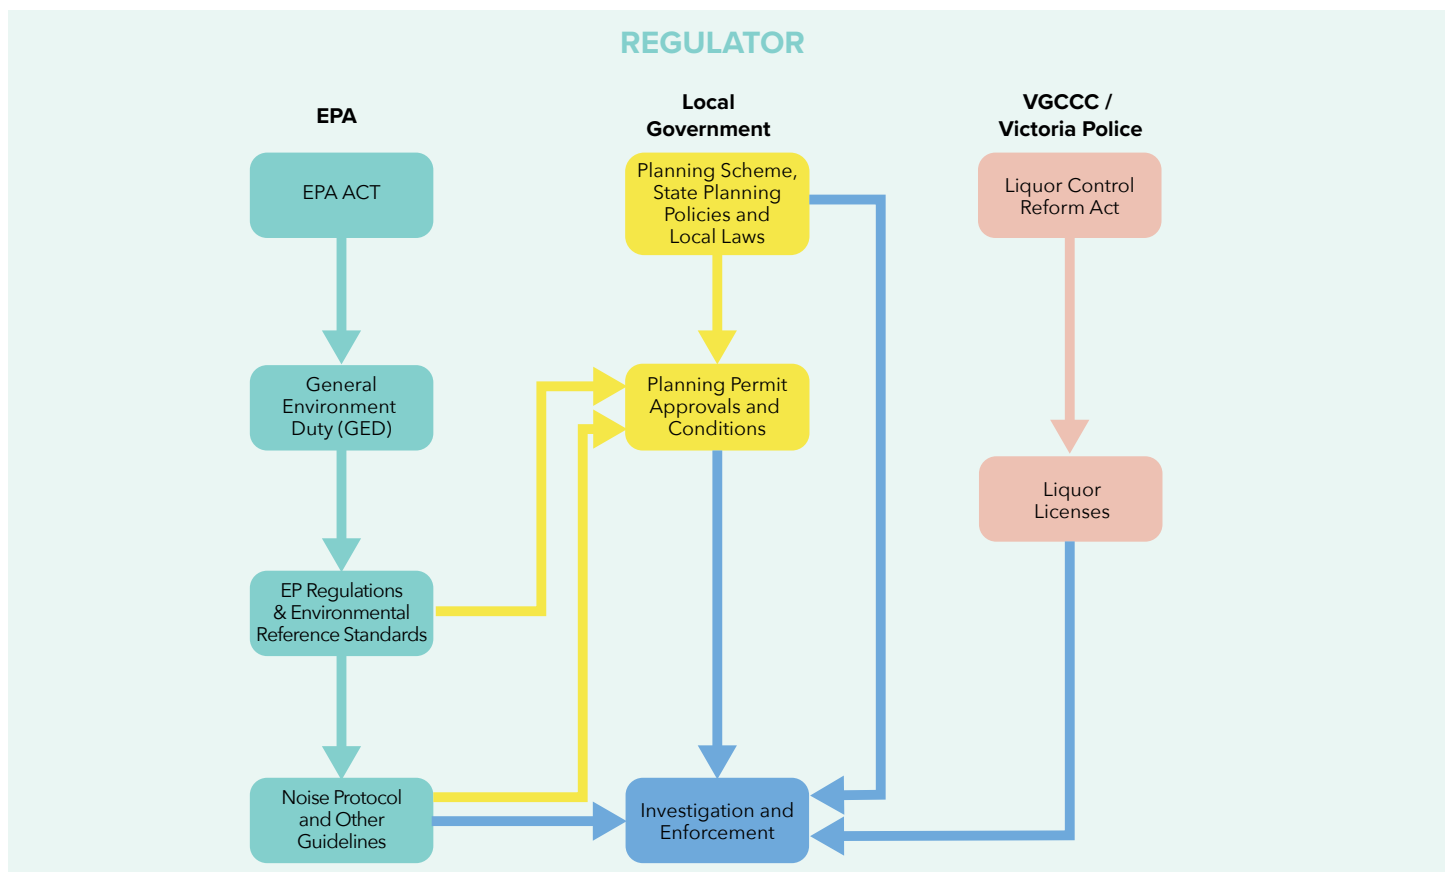 REGULATOR
EPA
Local
Government
VGCCC /
Victoria Police
EPA ACT
Planning Scheme,
State Planning
Policies and
Local Laws
Liquor Control
Reform Act
General
Environment
Duty (GED)
Planning Permit
Approvals and
Conditions
Liquor
Licenses
EP Regulations
& Environmental
Reference Standards
Noise Protocol
and Other
Guidelines
Investigation and
Enforcement